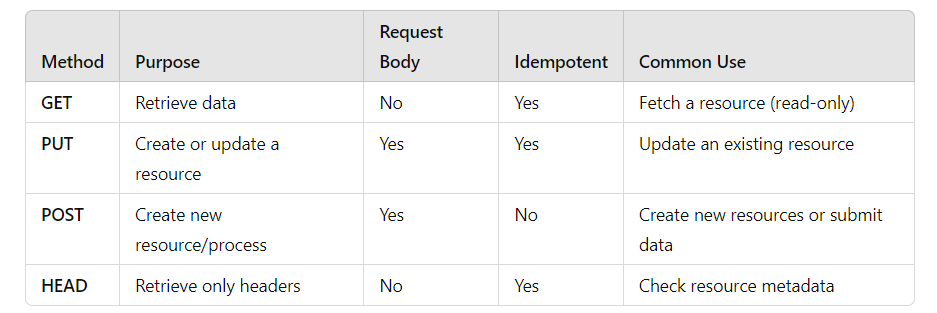 Method Purpose Request Body Idempotent Common Use
GET Retrieve data No Yes Fetch a resource (read-only)
PUT Create or update a resource Yes Yes Update an existing resource
POST Create new resource/process Yes No Create new resources or submit data
HEAD Retrieve only headers No Yes Check resource metadata